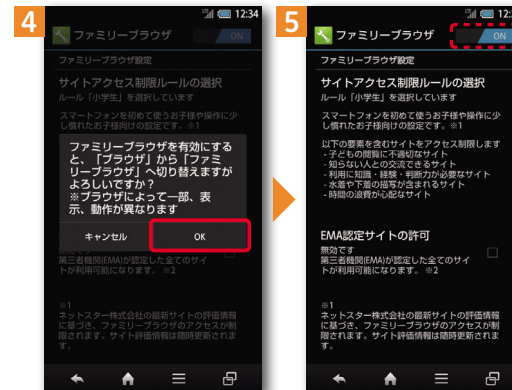 4
12:34
ファミリーブラウザ
ON
ファミリーブラウザ設定
サイトアクセス制限ルールの選択
ルール「小学生」を選択しています
スマートフォンを初めて使うお子様や操作に少
し慣れたお子様向けの設定です。※1
ファミリーブラウザを有効にする
と、「ブラウザ」から「ファミ
リーブラウザ」へ切り替えますが
よろしいですか？
※ブラウザによって一部、表
示、動作が異なります
キャンセル
OK
無効です
第三者機関(EMA)が認定した全てのサイ
トが利用可能になります。※2
※1
ネットスター株式会社の最新サイトの評価情報
に基づき、ファミリーブラウザのアクセスが制
限されます。サイト評価情報は随時更新されま
す。
5
12:3
ファミリーブラウザ
ON
ファミリーブラウザ設定
サイトアクセス制限ルールの選択
ルール「小学生」を選択しています
スマートフォンを初めて使うお子様や操作に少
し慣れたお子様向けの設定です。※1
以下の要素を含むサイトをアクセス制限します
- 子どもの閲覧に不適切なサイト
- 知らない人との交流できるサイト
- 利用に知識・経験・判断力が必要なサイト
- 水着や下着の描写が含まれるサイト
- 時間の浪費が心配なサイト
EMA認定サイトの許可
無効です
第三者機関(EMA)が認定した全てのサイ
トが利用可能になります。※2
※1
ネットスター株式会社の最新サイトの評価情報
に基づき、ファミリーブラウザのアクセスが制
限されます。サイト評価情報は随時更新されま
す。